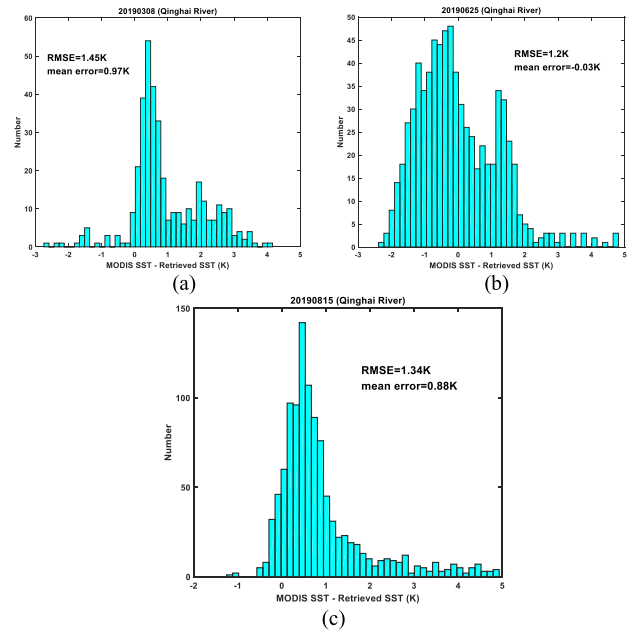 20190308 (Qinghai River)
RMSE=1.45K
mean error=0.97K
Number
60
50
40
30
20
10
0
-3 -2 -1 0 1 2 3 4 5
MODIS SST - Retrieved SST (K)
(a)
20190625 (Qinghai River)
RMSE=1.2K
mean error=-0.03K
Number
50
45
40
35
30
25
20
15
10
5
0
-3 -2 -1 0 1 2 3 4 5
MODIS SST - Retrieved SST (K)
(b)
20190815 (Qinghai River)
RMSE=1.34K
mean error=0.88K
Number
150
100
50
0
-2 -1 0 1 2 3 4 5
MODIS SST - Retrieved SST (K)
(c)